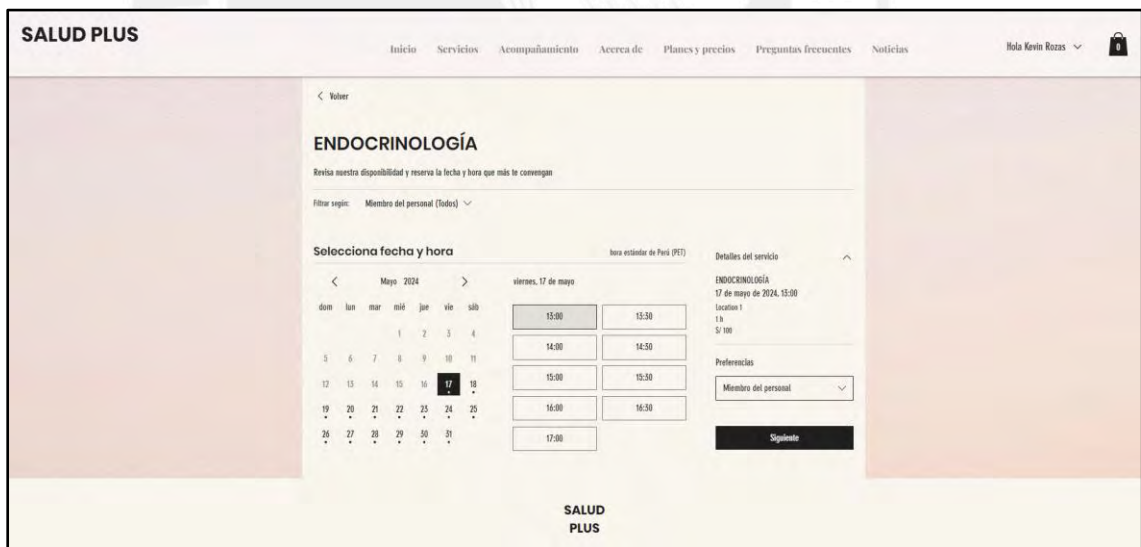 SALUD PLUS
Inicio Servicios Acompañamiento Acerca de Planes y precios Preguntas frecuentes Noticias
Hola Kevin Rozas
0
Volver
ENDOCRINOLOGÍA
Revisa nuestra disponibilidad y reserva la fecha y hora que más te convengan
Filtrar según: Miembro del personal (Todos)
Selecciona fecha y hora
hora estándar de Perú (PET)
Mayo 2024
dom lun mar mié jue vie sáb
1 2 3 4
5 6 7 8 9 10 11
12 13 14 15 16 17 18
19 20 21 22 23 24 25
26 27 28 29 30 31
viernes, 17 de mayo
13:00 13:30
14:00 14:30
15:00 15:30
16:00 16:30
17:00
Detalles del servicio
ENDOCRINOLOGÍA
17 de mayo de 2024, 13:00
Location 1
1 h
S/ 100
Preferencias
Miembro del personal
Siguiente
SALUD
PLUS